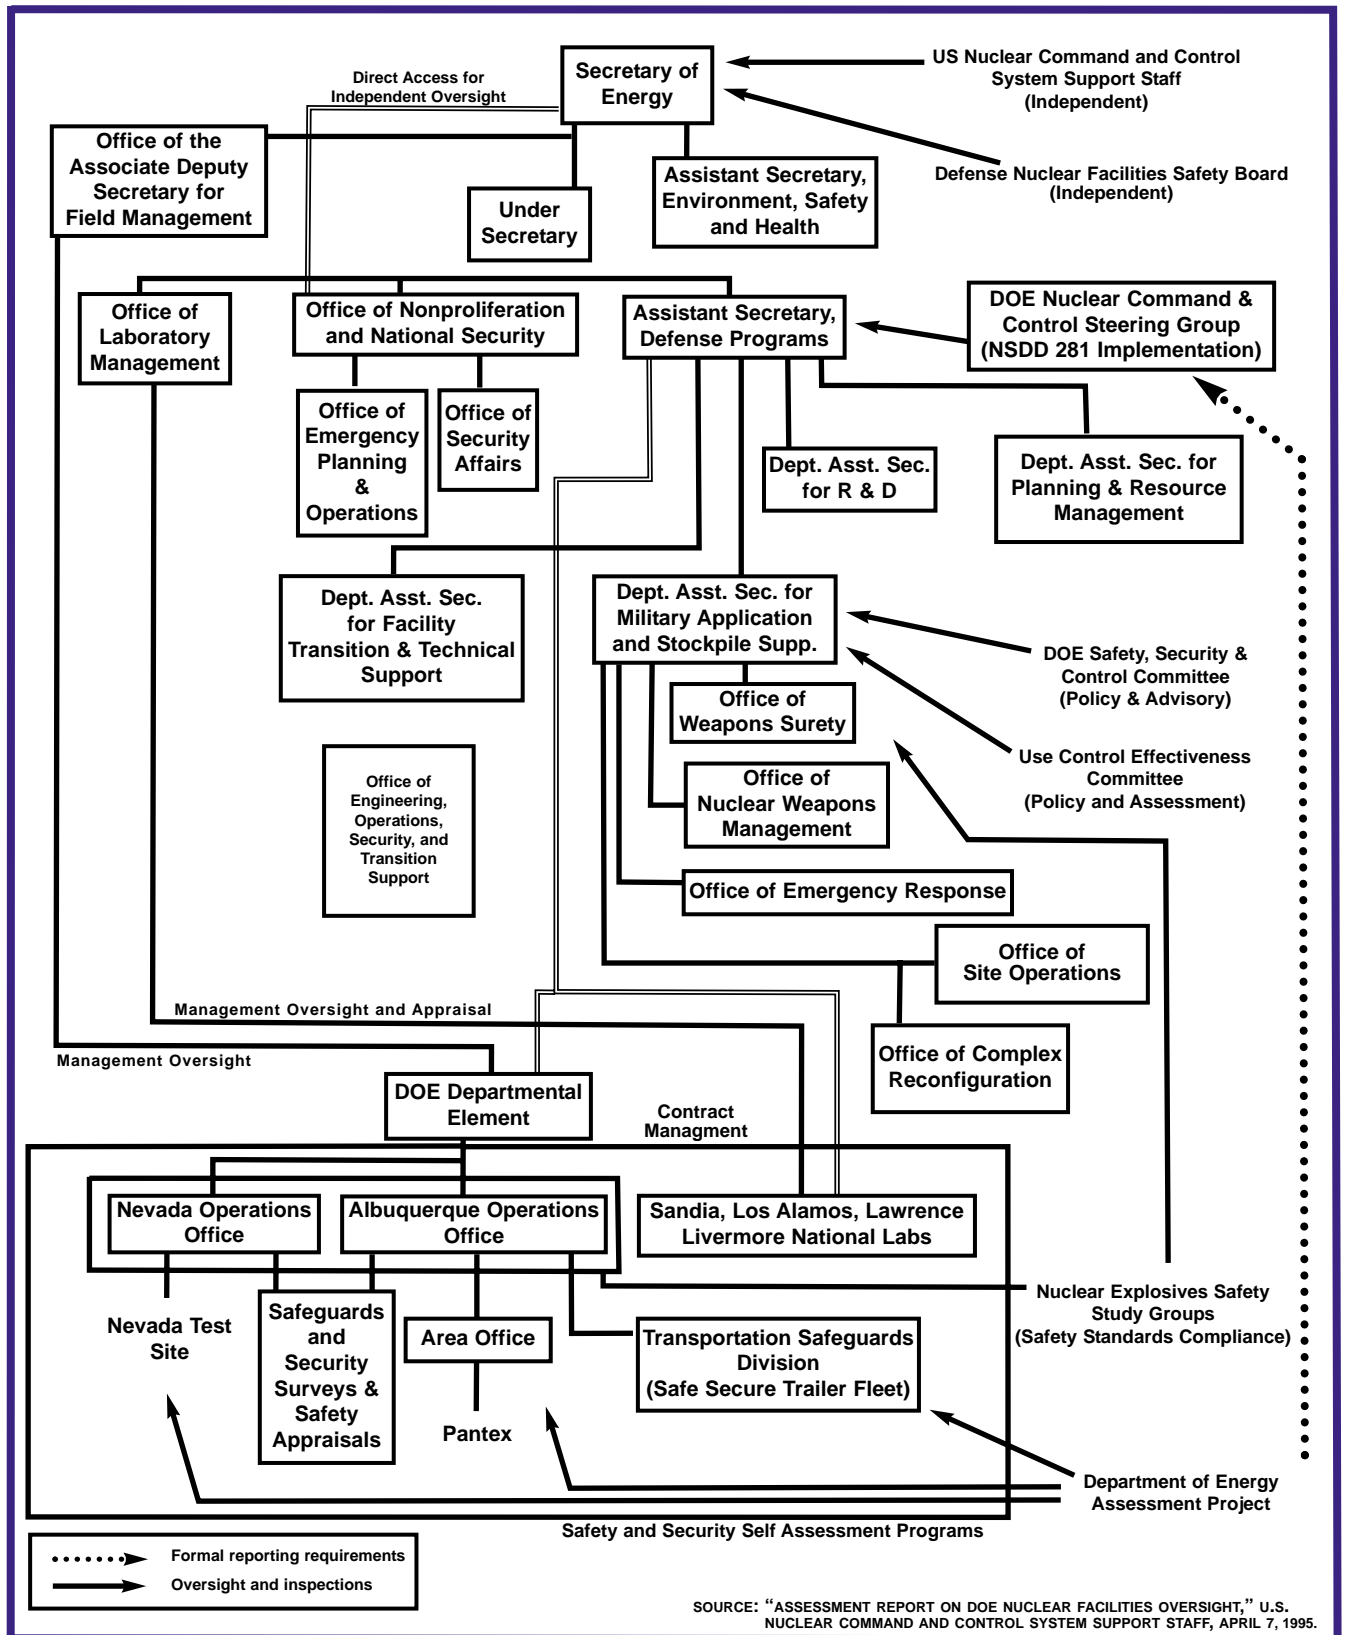 Secretary of
Energy
US Nuclear Command and Control
System Support Staff
(Independent)
Direct Access for
Independent Oversight
Office of the
Associate Deputy
Secretary for
Field Management
Under
Secretary
Assistant Secretary,
Environment, Safety
and Health
Defense Nuclear Facilities Safety Board
(Independent)
Office of
Laboratory
Management
Office of Nonproliferation
and National Security
Assistant Secretary,
Defense Programs
DOE Nuclear Command &
Control Steering Group
(NSDD 281 Implementation)
Office of
Emergency
Planning
&
Operations
Office of
Security
Affairs
Dept. Asst. Sec.
for R & D
Dept. Asst. Sec. for
Planning & Resource
Management
Dept. Asst. Sec.
for Facility
Transition & Technical
Support
Dept. Asst. Sec. for
Military Application
and Stockpile Supp.
DOE Safety, Security &
Control Committee
(Policy & Advisory)
Office of
Weapons Surety
Use Control Effectiveness
Committee
(Policy and Assessment)
Office of
Engineering,
Operations,
Security, and
Transition
Support
Office of
Nuclear Weapons
Management
Office of Emergency Response
Office of
Site Operations
Office of Complex
Reconfiguration
Management Oversight and Appraisal
Management Oversight
DOE Departmental
Element
Contract
Managment
Nevada Operations
Office
Albuquerque Operations
Office
Sandia, Los Alamos, Lawrence
Livermore National Labs
Nevada Test
Site
Safeguards
and
Security
Surveys &
Safety
Appraisals
Area Office
Pantex
Transportation Safeguards
Division
(Safe Secure Trailer Fleet)
Nuclear Explosives Safety
Study Groups
(Safety Standards Compliance)
Department of Energy
Assessment Project
Safety and Security Self Assessment Programs
Formal reporting requirements
Oversight and inspections
SOURCE: “ASSESSMENT REPORT ON DOE NUCLEAR FACILITIES OVERSIGHT,” U.S.
NUCLEAR COMMAND AND CONTROL SYSTEM SUPPORT STAFF, APRIL 7, 1995.